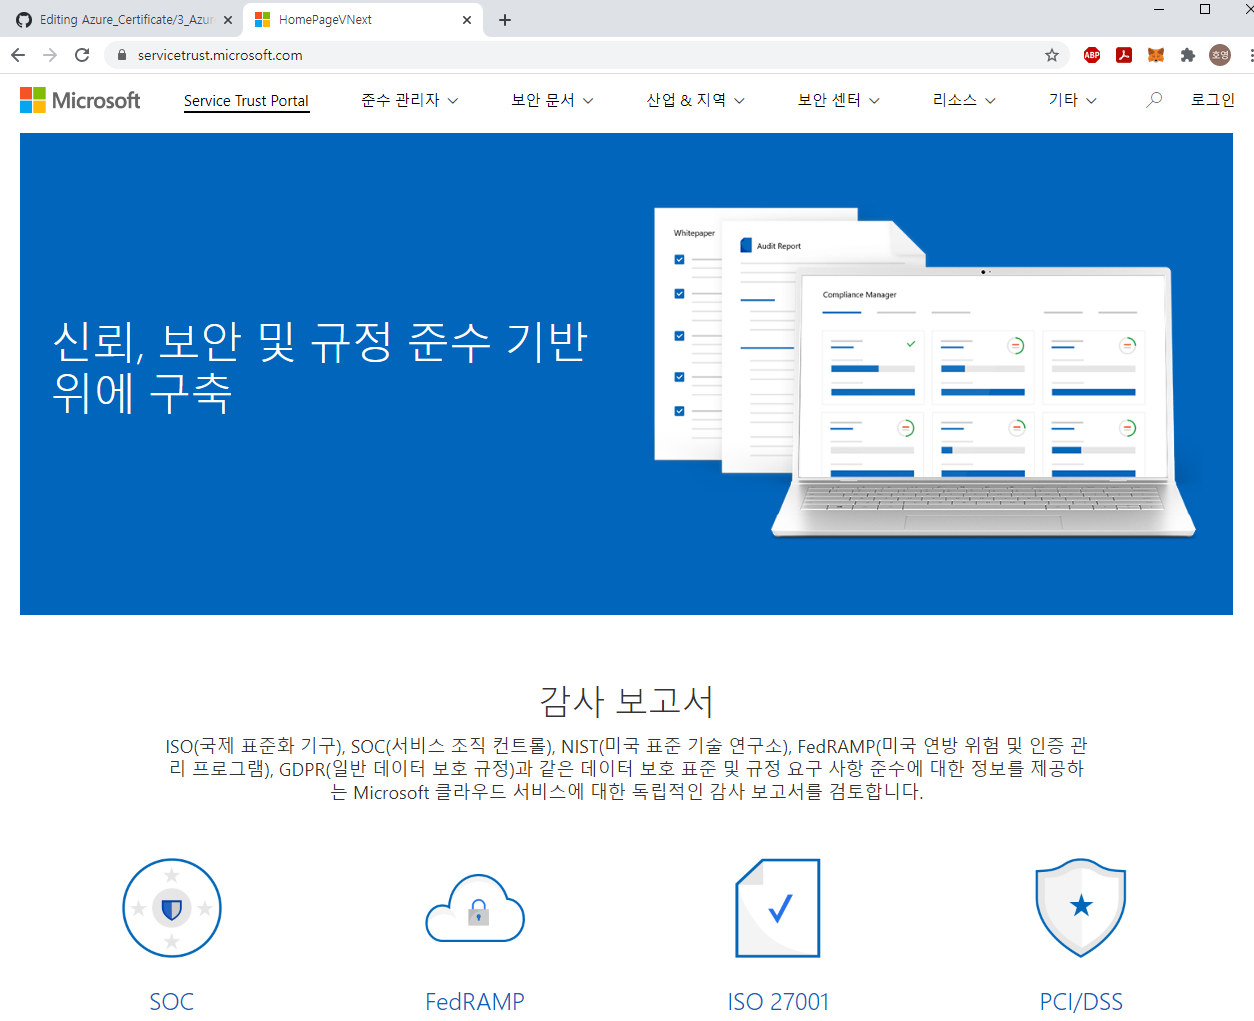 Editing Azure_Certificate/3_Azur
HomePageVNext
servicetrust.microsoft.com
ABP
호영
Microsoft
Service Trust Portal
준수 관리자
보안 문서
산업 & 지역
보안 센터
리소스
기타
로그인
신뢰, 보안 및 규정 준수 기반
위에 구축
Whitepaper
Audit Report
Compliance Manager
감사 보고서
ISO(국제 표준화 기구), SOC(서비스 조직 컨트롤), NIST(미국 표준 기술 연구소), FedRAMP(미국 연방 위험 및 인증 관
리 프로그램), GDPR(일반 데이터 보호 규정)과 같은 데이터 보호 표준 및 규정 요구 사항 준수에 대한 정보를 제공하
는 Microsoft 클라우드 서비스에 대한 독립적인 감사 보고서를 검토합니다.
SOC
FedRAMP
ISO 27001
PCI/DSS